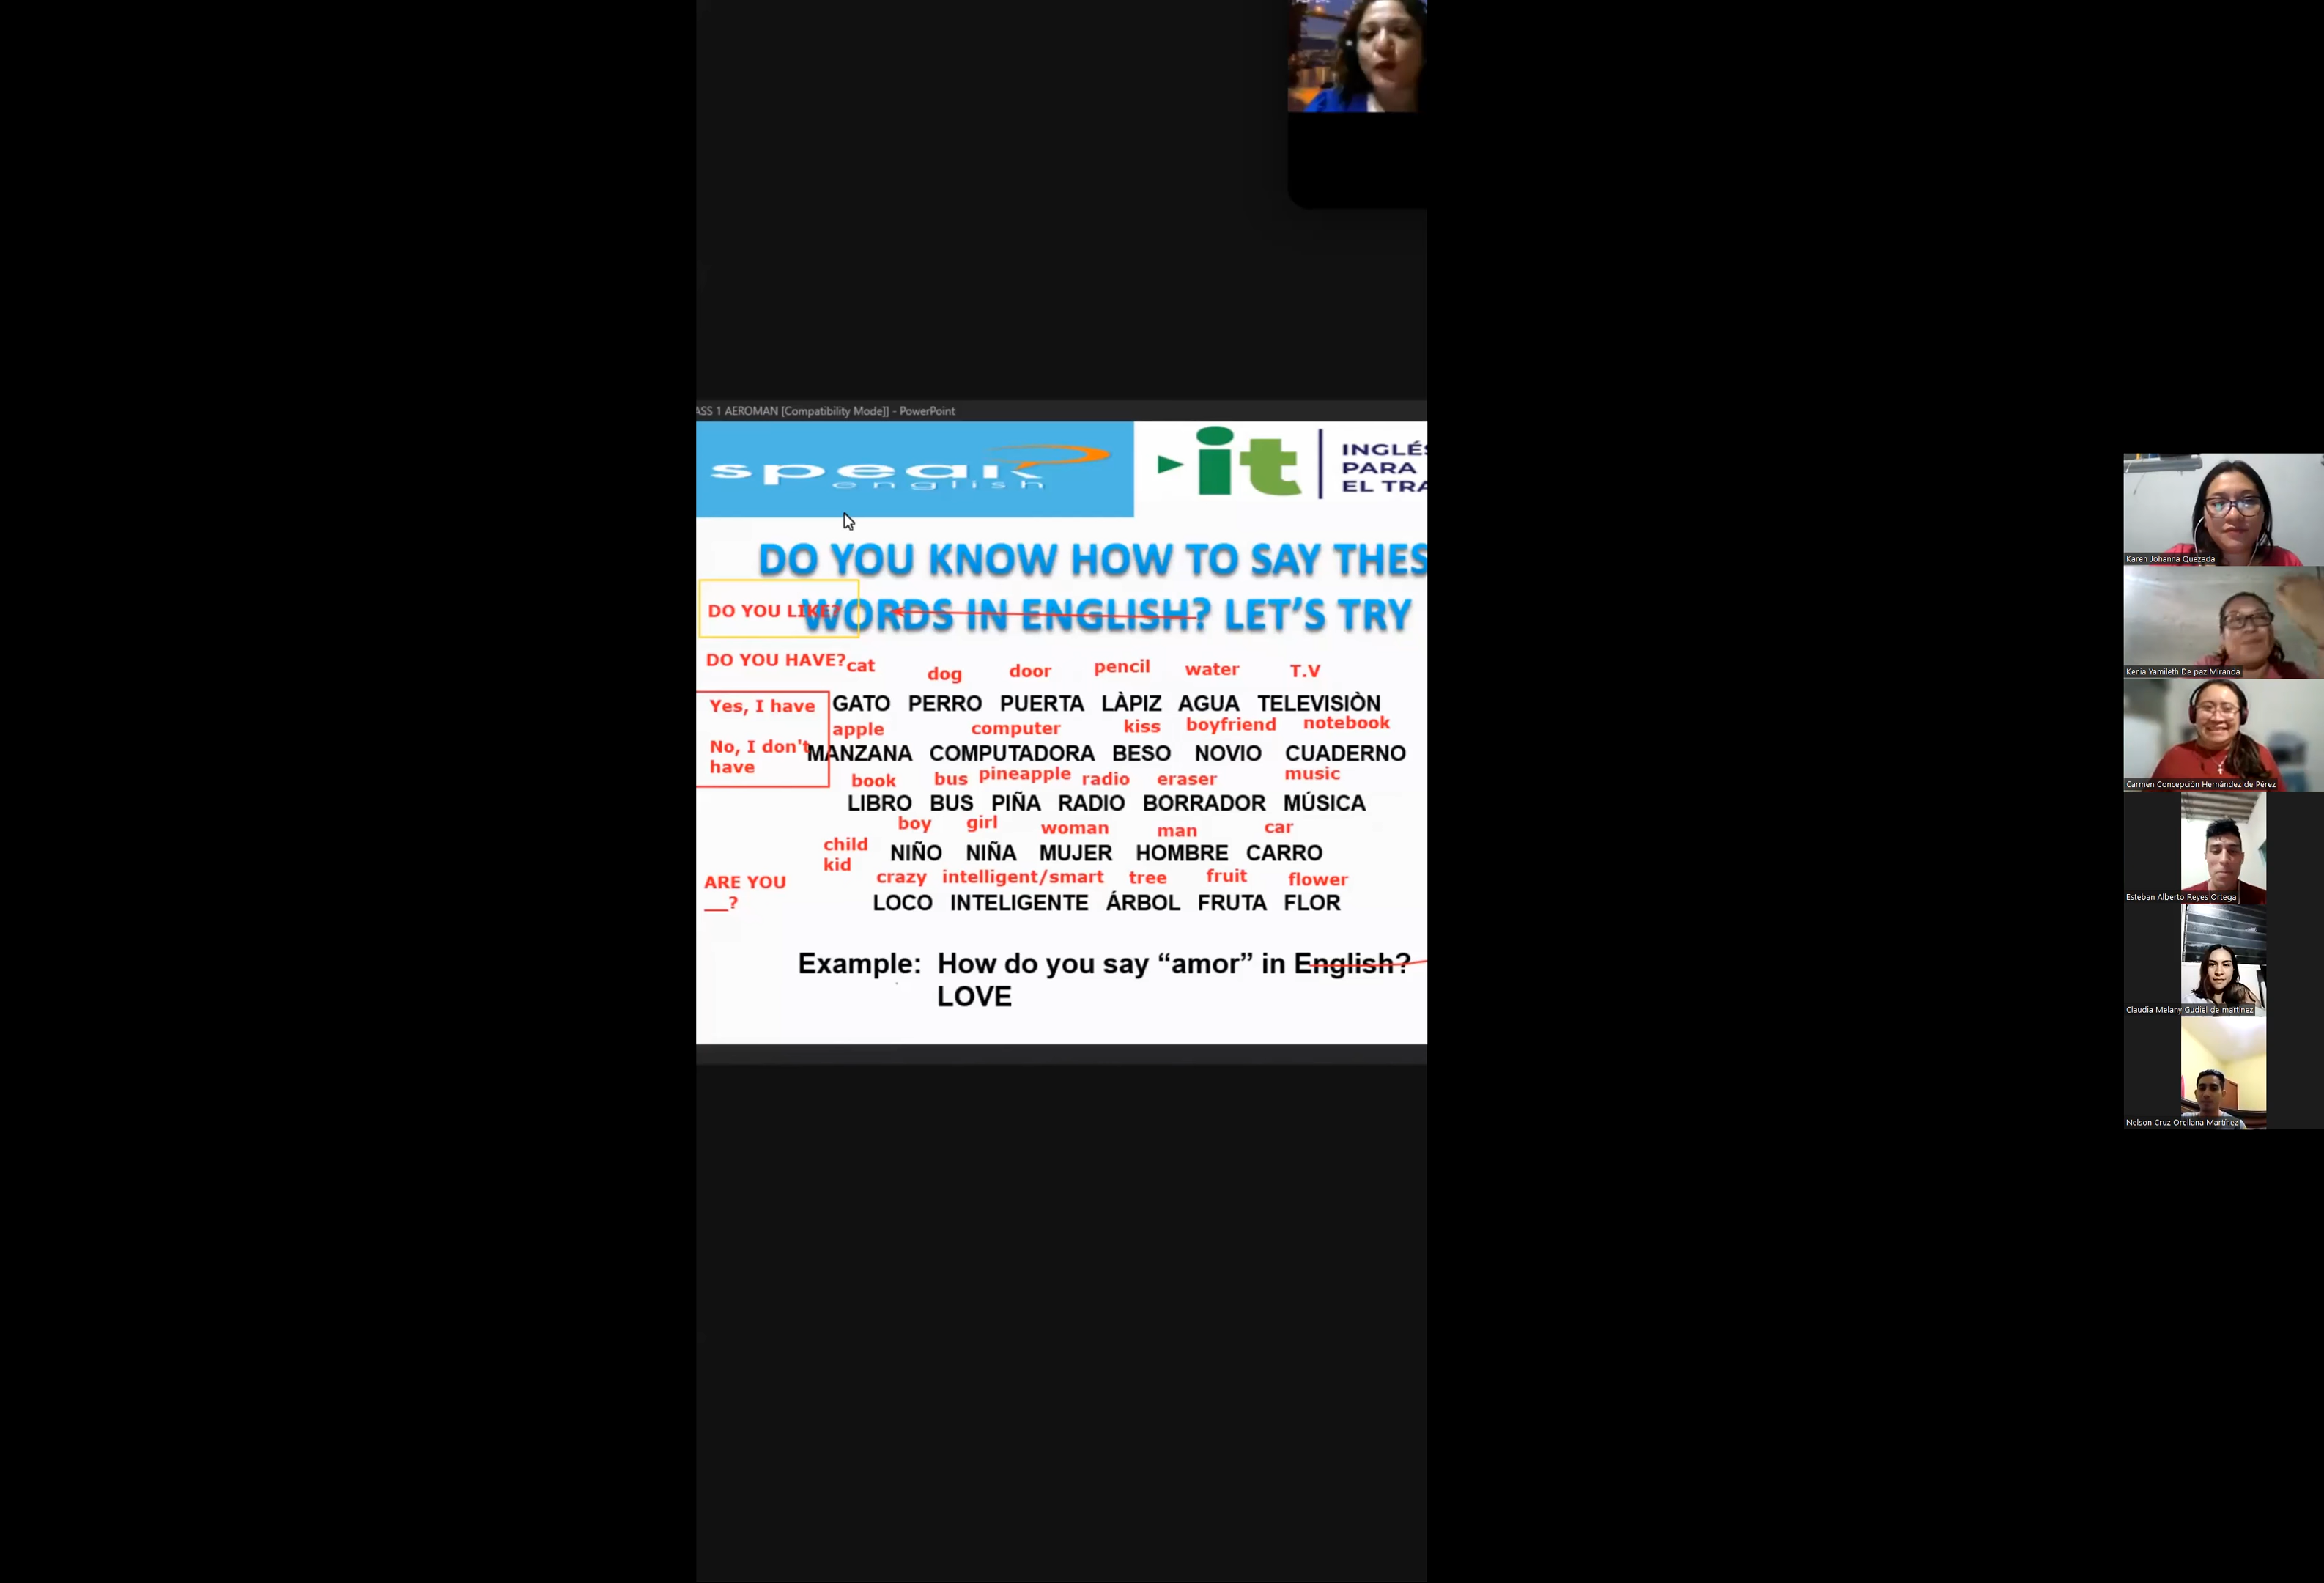 ASS 1 AEROMAN [Compatibility Mode]] - PowerPoint
speak
english
it
INGLÉS
PARA
EL TRA
DO YOU KNOW HOW TO SAY THES
WORDS IN ENGLISH? LET'S TRY
DO YOU LIKE?
DO YOU HAVE?
cat dog door pencil water T.V
Yes, I have
GATO PERRO PUERTA LÀPIZ AGUA TELEVISIÒN
apple computer kiss boyfriend notebook
No, I don't
have
MANZANA COMPUTADORA BESO NOVIO CUADERNO
book bus pineapple radio eraser music
LIBRO BUS PIÑA RADIO BORRADOR MÚSICA
boy girl woman man car
child
kid
NIÑO NIÑA MUJER HOMBRE CARRO
ARE YOU
__?
crazy intelligent/smart tree fruit flower
LOCO INTELIGENTE ÁRBOL FRUTA FLOR
Example: How do you say “amor” in English?
LOVE
Karen Johanna Quezada
Kenia Yamileth De paz Miranda
Carmen Concepción Hernández de Pérez
Esteban Alberto Reyes Ortega
Claudia Melany Gudiel de martinez
Nelson Cruz Orellana Martinez